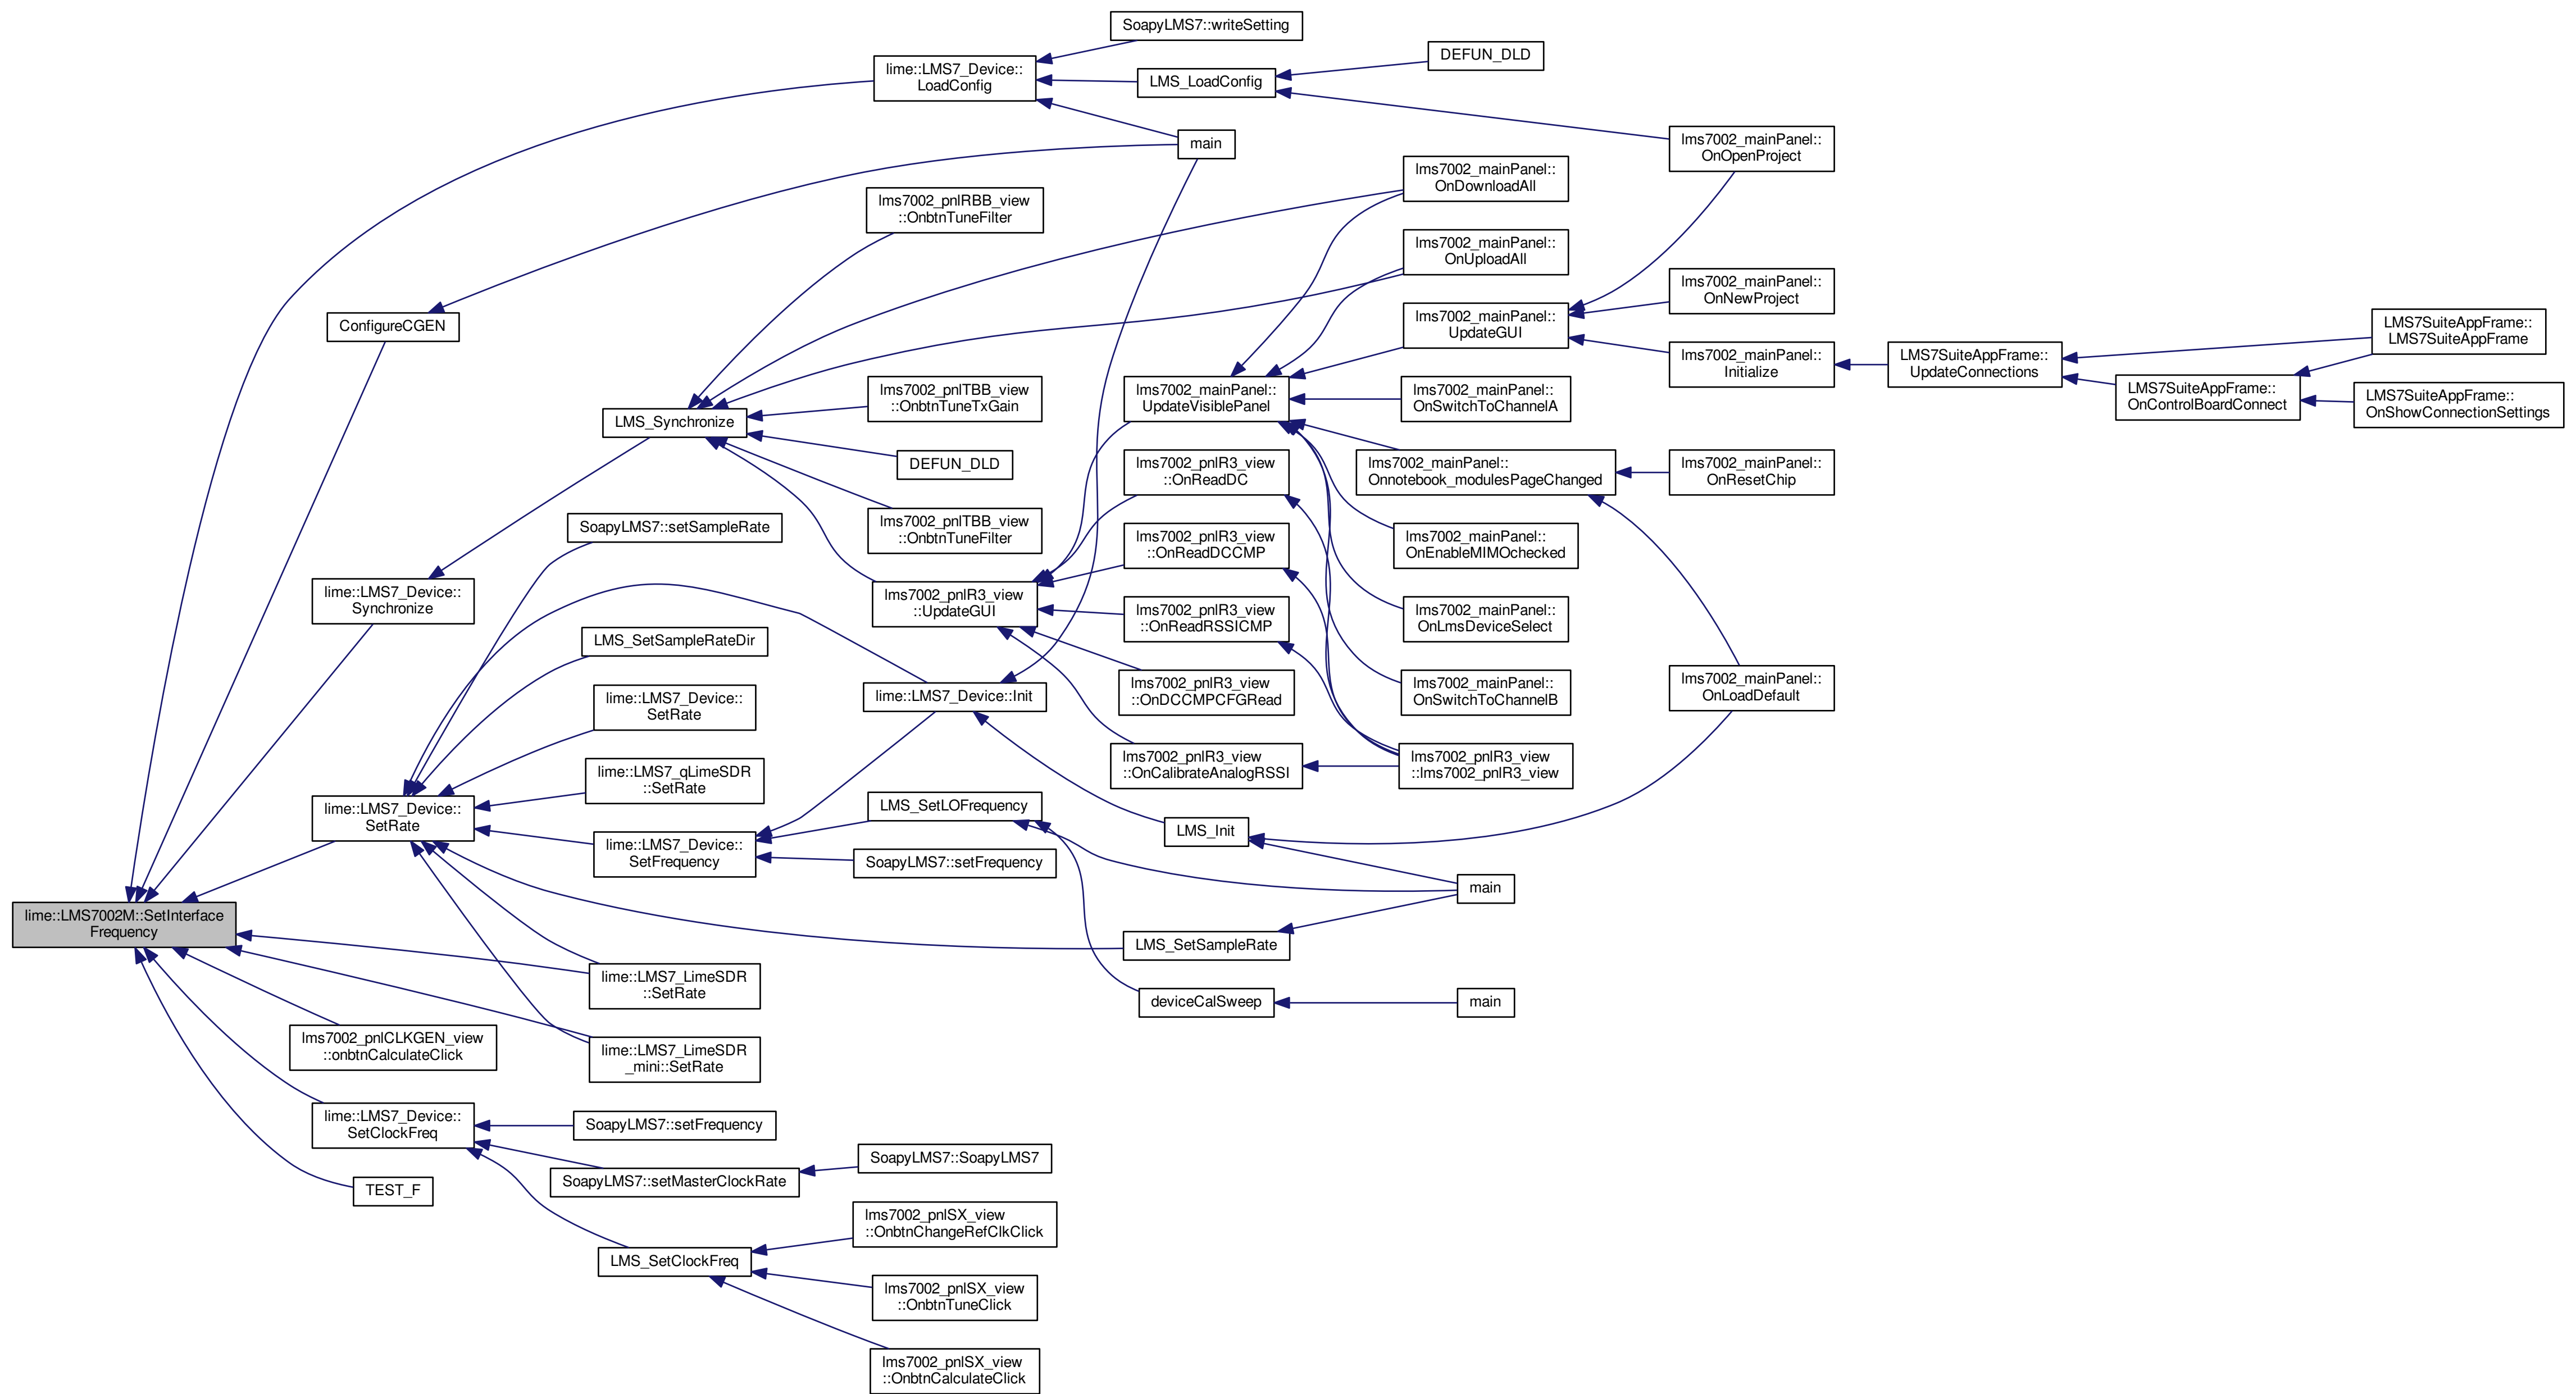 SoapyLMS7::writeSetting
DEFUN_DLD
lime::LMS7_Device::
LoadConfig
LMS_LoadConfig
main
lms7002_mainPanel::
OnOpenProject
lms7002_mainPanel::
OnDownloadAll
lms7002_pnlRBB_view
::OnbtnTuneFilter
lms7002_mainPanel::
OnUploadAll
lms7002_mainPanel::
OnNewProject
ConfigureCGEN
lms7002_mainPanel::
UpdateGUI
LMS7SuiteAppFrame::
LMS7SuiteAppFrame
lms7002_mainPanel::
Initialize
LMS7SuiteAppFrame::
UpdateConnections
lms7002_pnlTBB_view
::OnbtnTuneTxGain
lms7002_mainPanel::
UpdateVisiblePanel
lms7002_mainPanel::
OnSwitchToChannelA
LMS7SuiteAppFrame::
OnControlBoardConnect
LMS7SuiteAppFrame::
OnShowConnectionSettings
LMS_Synchronize
DEFUN_DLD
lms7002_pnlR3_view
::OnReadDC
lms7002_mainPanel::
Onnotebook_modulesPageChanged
lms7002_mainPanel::
OnResetChip
SoapyLMS7::setSampleRate
lms7002_pnlTBB_view
::OnbtnTuneFilter
lms7002_pnlR3_view
::OnReadDCCMP
lms7002_mainPanel::
OnEnableMIMOchecked
lime::LMS7_Device::
Synchronize
lms7002_pnlR3_view
::UpdateGUI
lms7002_pnlR3_view
::OnReadRSSICMP
lms7002_mainPanel::
OnLmsDeviceSelect
LMS_SetSampleRateDir
lime::LMS7_Device::
SetRate
lime::LMS7_Device::Init
lms7002_pnlR3_view
::OnDCCMPCFGRead
lms7002_mainPanel::
OnSwitchToChannelB
lms7002_mainPanel::
OnLoadDefault
lime::LMS7_qLimeSDR
::SetRate
lms7002_pnlR3_view
::OnCalibrateAnalogRSSI
lms7002_pnlR3_view
::lms7002_pnlR3_view
lime::LMS7_Device::
SetRate
LMS_SetLOFrequency
LMS_Init
lime::LMS7_Device::
SetFrequency
SoapyLMS7::setFrequency
main
lime::LMS7002M::SetInterface
Frequency
LMS_SetSampleRate
lime::LMS7_LimeSDR
::SetRate
deviceCalSweep
main
lms7002_pnlCLKGEN_view
::onbtnCalculateClick
lime::LMS7_LimeSDR
_mini::SetRate
lime::LMS7_Device::
SetClockFreq
SoapyLMS7::setFrequency
SoapyLMS7::SoapyLMS7
SoapyLMS7::setMasterClockRate
TEST_F
lms7002_pnlSX_view
::OnbtnChangeRefClkClick
LMS_SetClockFreq
lms7002_pnlSX_view
::OnbtnTuneClick
lms7002_pnlSX_view
::OnbtnCalculateClick